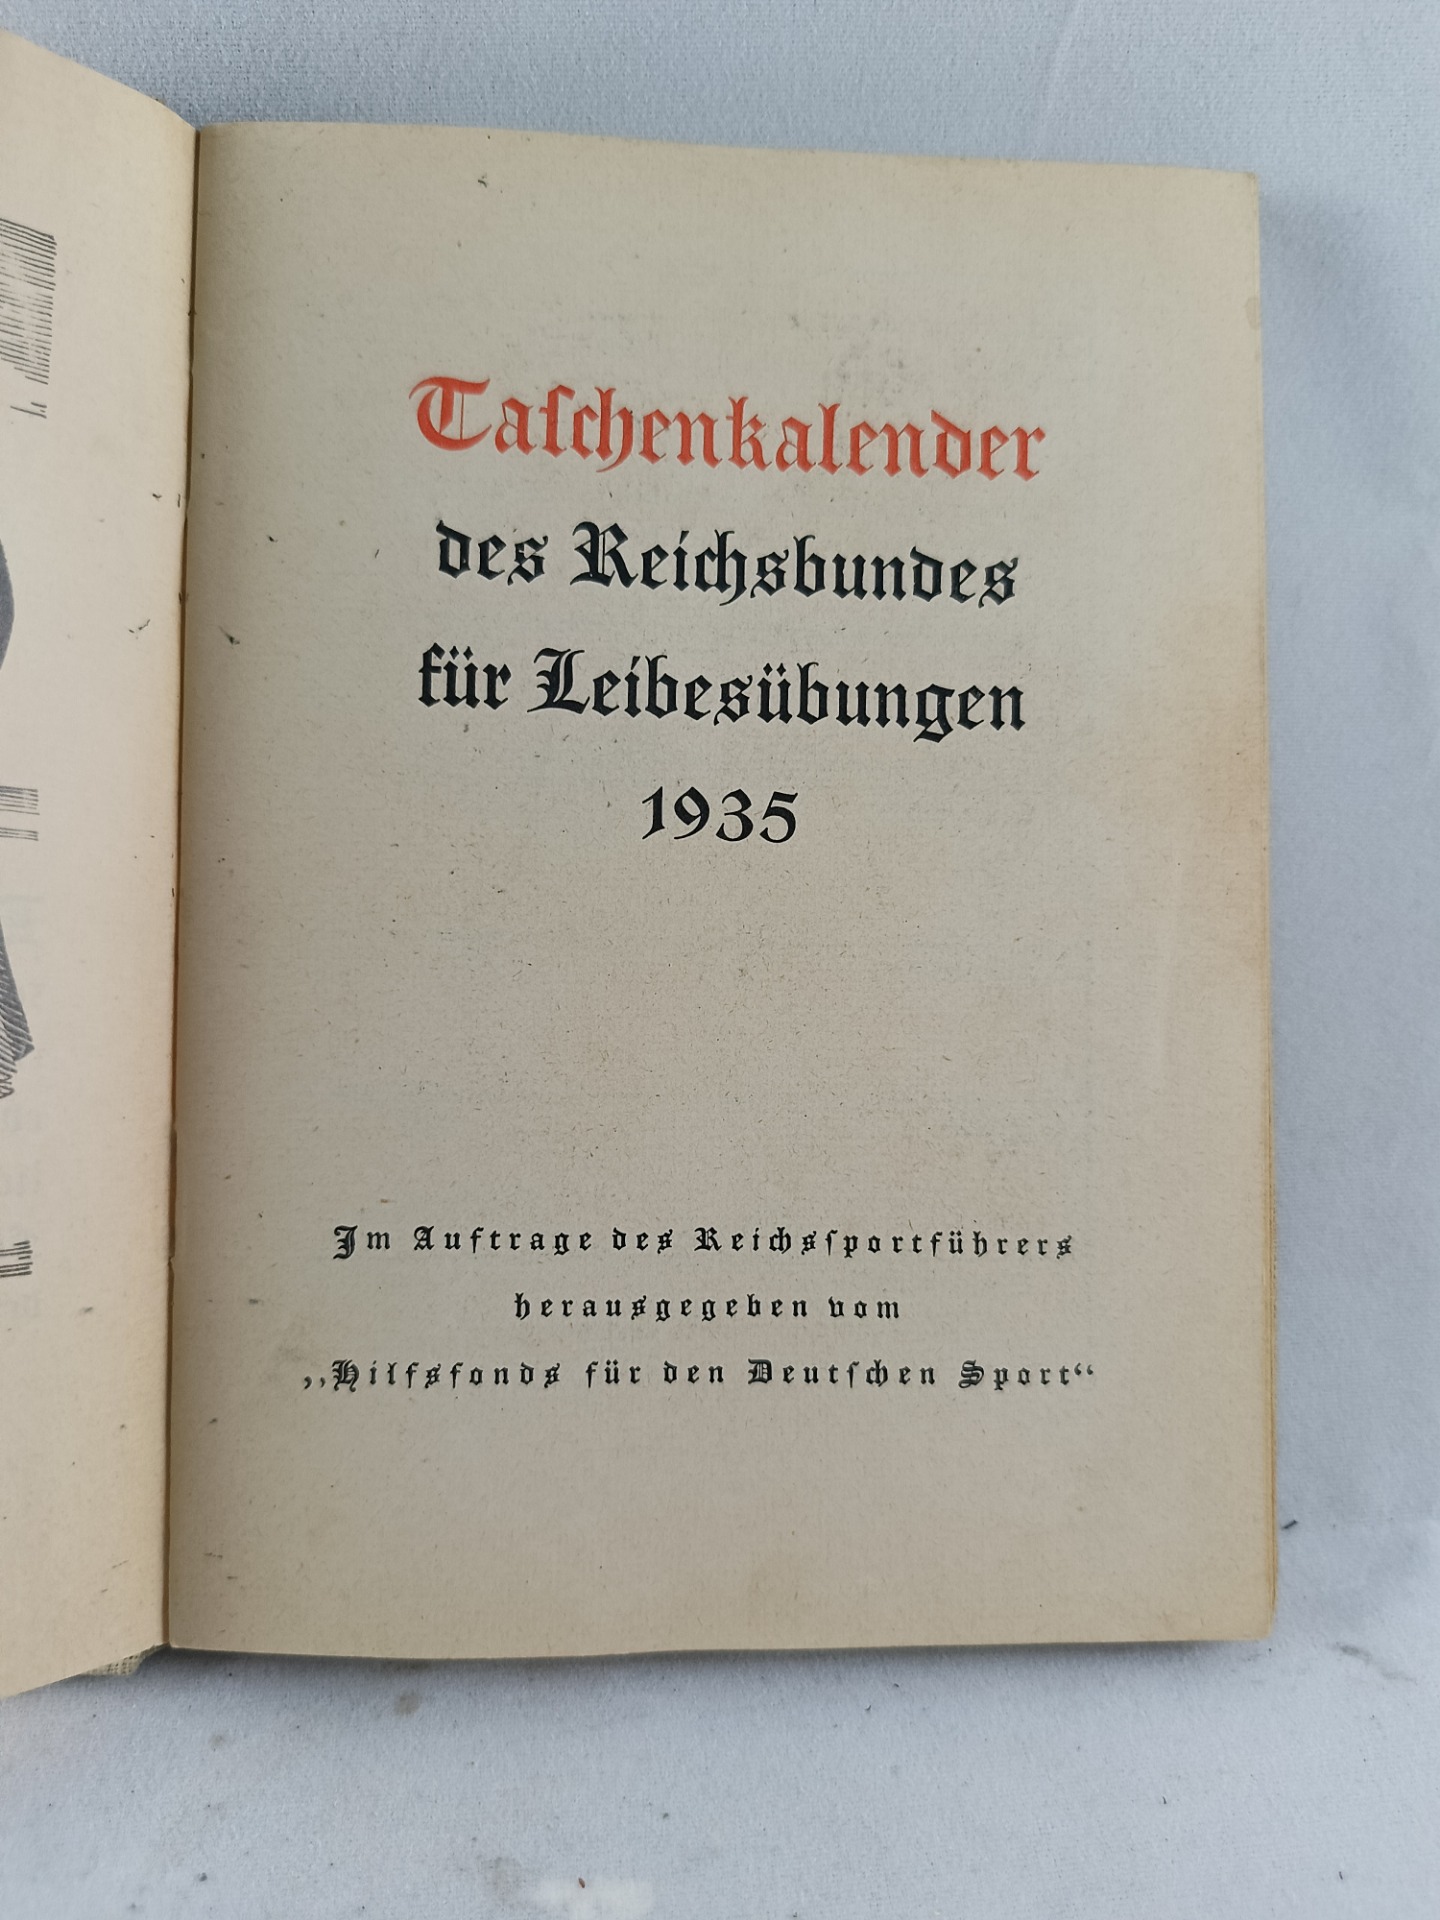 Taſchenkalender
des Reichsbundes
für Leibesübungen
1935
Im Auftrage des Reichsſportführers
herausgegeben vom
„Hilfsfonds für den Deutſchen Sport“